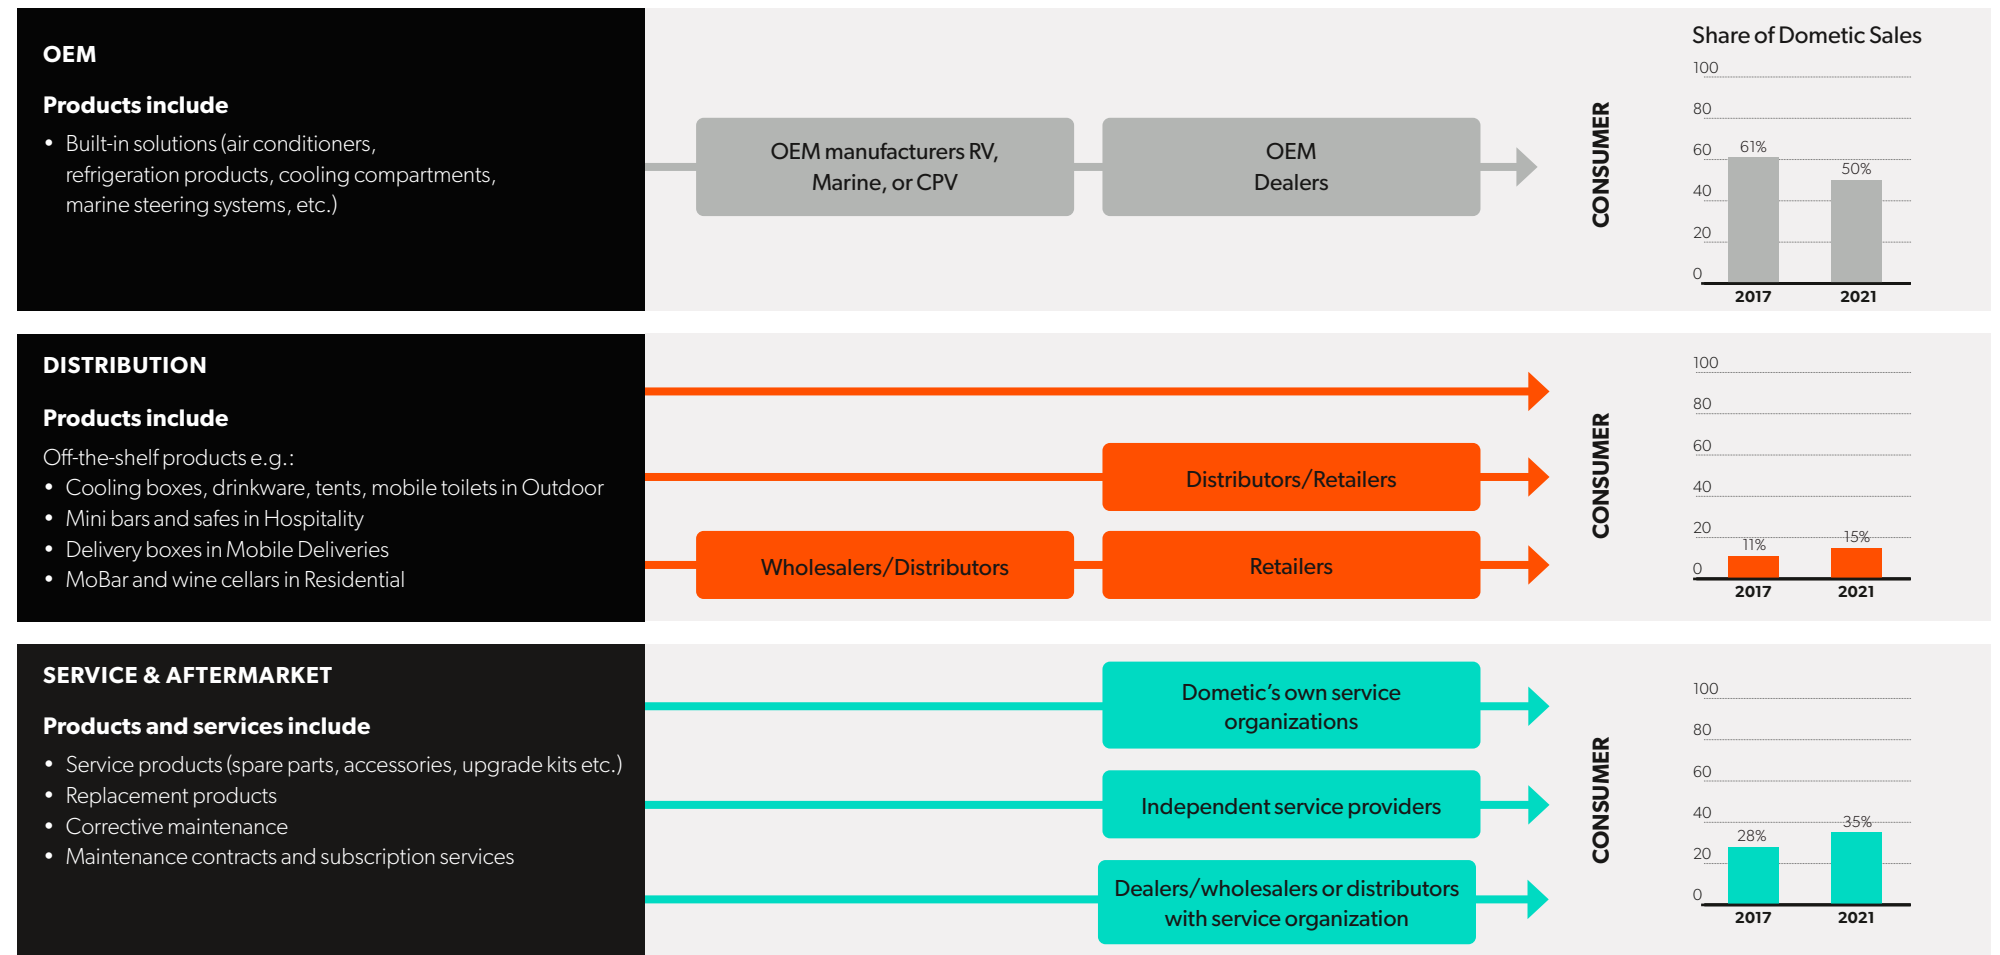 OEM
Products include
• Built-in solutions (air conditioners,
refrigeration products, cooling compartments,
marine steering systems, etc.)
OEM manufacturers RV,
Marine, or CPV
OEM
Dealers
CONSUMER
Share of Dometic Sales
100
80
60
40
20
0
61%
50%
2017
2021
DISTRIBUTION
Products include
Off-the-shelf products e.g.:
• Cooling boxes, drinkware, tents, mobile toilets in Outdoor
• Mini bars and safes in Hospitality
• Delivery boxes in Mobile Deliveries
• MoBar and wine cellars in Residential
Distributors/Retailers
Wholesalers/Distributors
Retailers
CONSUMER
100
80
60
40
20
0
11%
15%
2017
2021
SERVICE & AFTERMARKET
Products and services include
• Service products (spare parts, accessories, upgrade kits etc.)
• Replacement products
• Corrective maintenance
• Maintenance contracts and subscription services
Dometic's own service
organizations
Independent service providers
Dealers/wholesalers or distributors
with service organization
CONSUMER
100
80
60
40
20
0
28%
35%
2017
2021